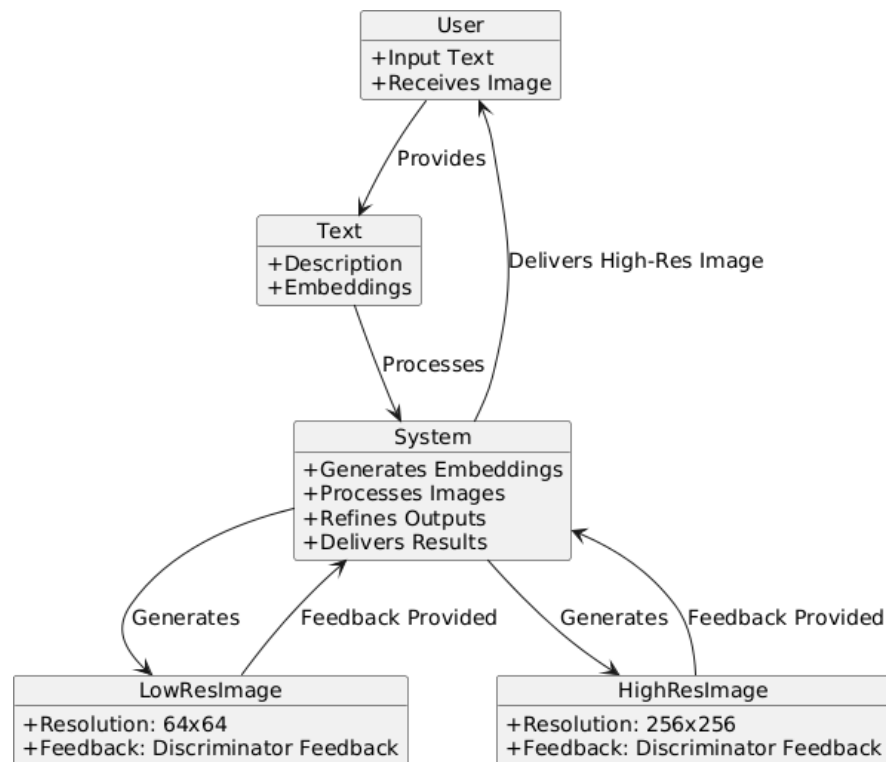 User
+Input Text
+Receives Image
Provides
Text
+Description
+Embeddings
Delivers High-Res Image
Processes
System
+Generates Embeddings
+Processes Images
+Refines Outputs
+Delivers Results
Generates
Feedback Provided
Generates
Feedback Provided
LowResImage
+Resolution: 64x64
+Feedback: Discriminator Feedback
HighResImage
+Resolution: 256x256
+Feedback: Discriminator Feedback